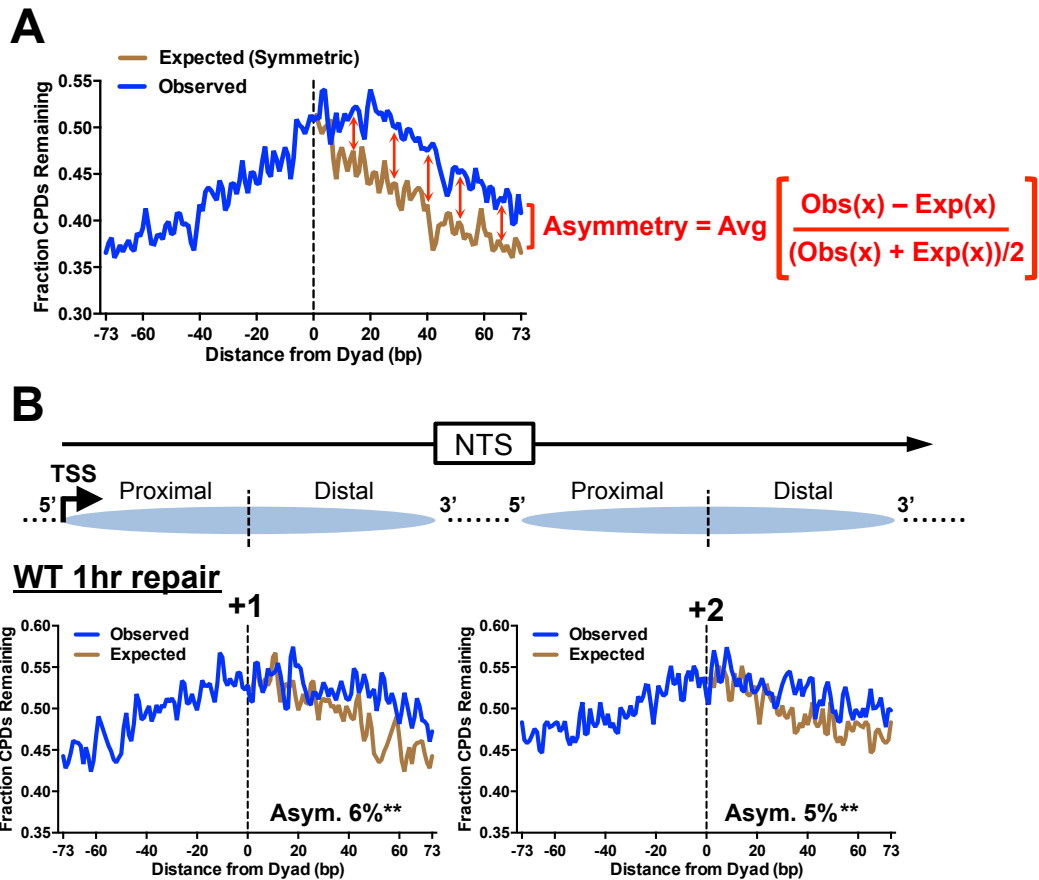 A
Expected (Symmetric)
Observed
Fraction CPDs Remaining
0.55
0.50
0.45
0.40
0.35
0.30
-73 -60 -40 -20 0 20 40 60 73
Distance from Dyad (bp)
Asymmetry = Avg
Obs(x) – Exp(x)
(Obs(x) + Exp(x))/2
B
NTS
TSS
5’ Proximal Distal 3’ 5’ Proximal Distal 3’
WT 1hr repair
+1
Fraction CPDs Remaining
0.60
0.55
0.50
0.45
0.40
0.35
Observed
Expected
Asym. 6%**
-73 -60 -40 -20 0 20 40 60 73
Distance from Dyad (bp)
+2
Fraction CPDs Remaining
0.60
0.55
0.50
0.45
0.40
0.35
Observed
Expected
Asym. 5%**
-73 -60 -40 -20 0 20 40 60 73
Distance from Dyad (bp)